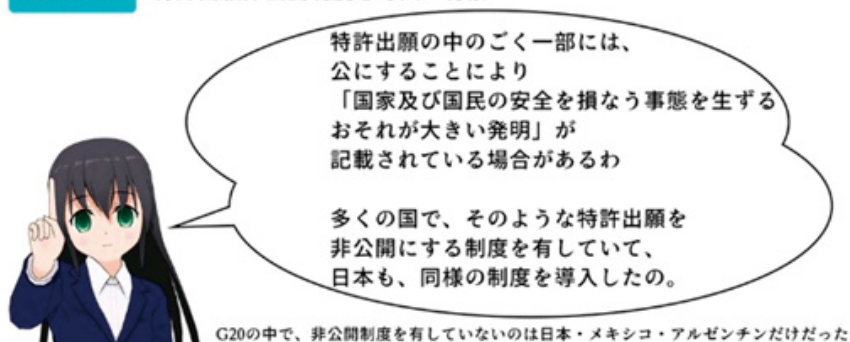 特許出願の中のごく一部には、
公にすることにより
「国家及び国民の安全を損なう事態を生ずる
おそれが大きい発明」が
記載されている場合があるわ
多くの国で、そのような特許出願を
非公開にする制度を有していて、
日本も、同様の制度を導入したの。
G20の中で、非公開制度を有していないのは日本・メキシコ・アルゼンチンだけだった